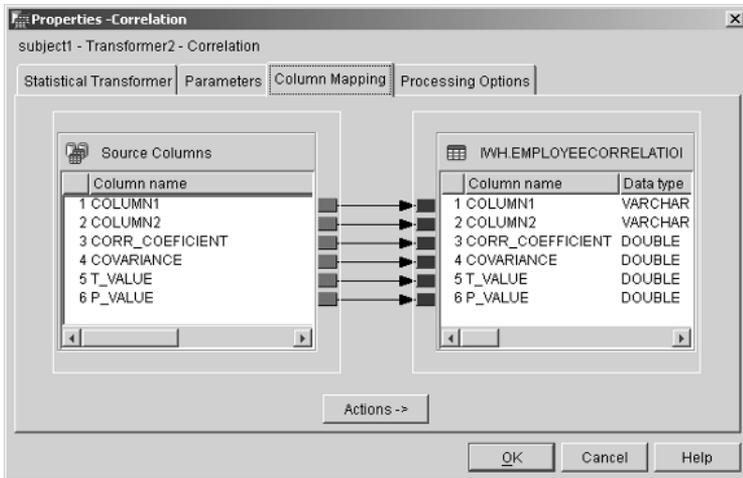 Properties -Correlation
subject1 - Transformer2 - Correlation
Statistical Transformer Parameters Column Mapping Processing Options
Source Columns
Column name
1 COLUMN1
2 COLUMN2
3 CORR_COEFICIENT
4 COVARIANCE
5 T_VALUE
6 P_VALUE
IWH.EMPLOYEECORRELATIOI
Column name Data type
1 COLUMN1 VARCHAR
2 COLUMN2 VARCHAR
3 CORR_COEFFICIENT DOUBLE
4 COVARIANCE DOUBLE
5 T_VALUE DOUBLE
6 P_VALUE DOUBLE
Actions ->
OK Cancel Help